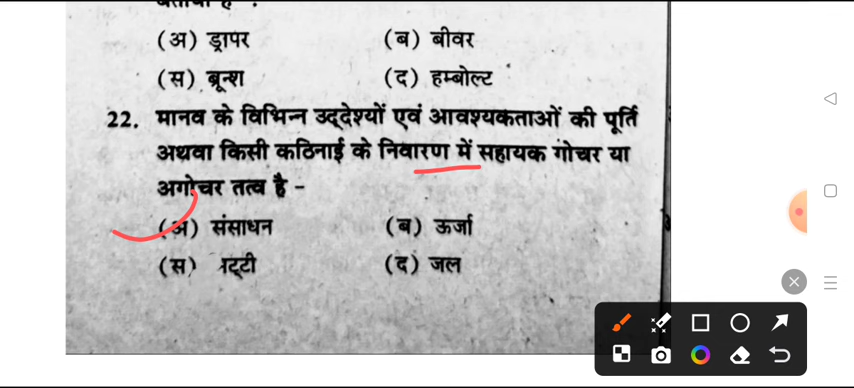 (अ) ड्रापर (ब) बीवर
(स) ब्रून्श (द) हम्बोल्ट
22. मानव के विभिन्न उद्देश्यों एवं आवश्यकताओं की पूर्ति
अथवा किसी कठिनाई के निवारण में सहायक गोचर या
अगोचर तत्व है -
(अ) संसाधन (ब) ऊर्जा
(स) (द) जल